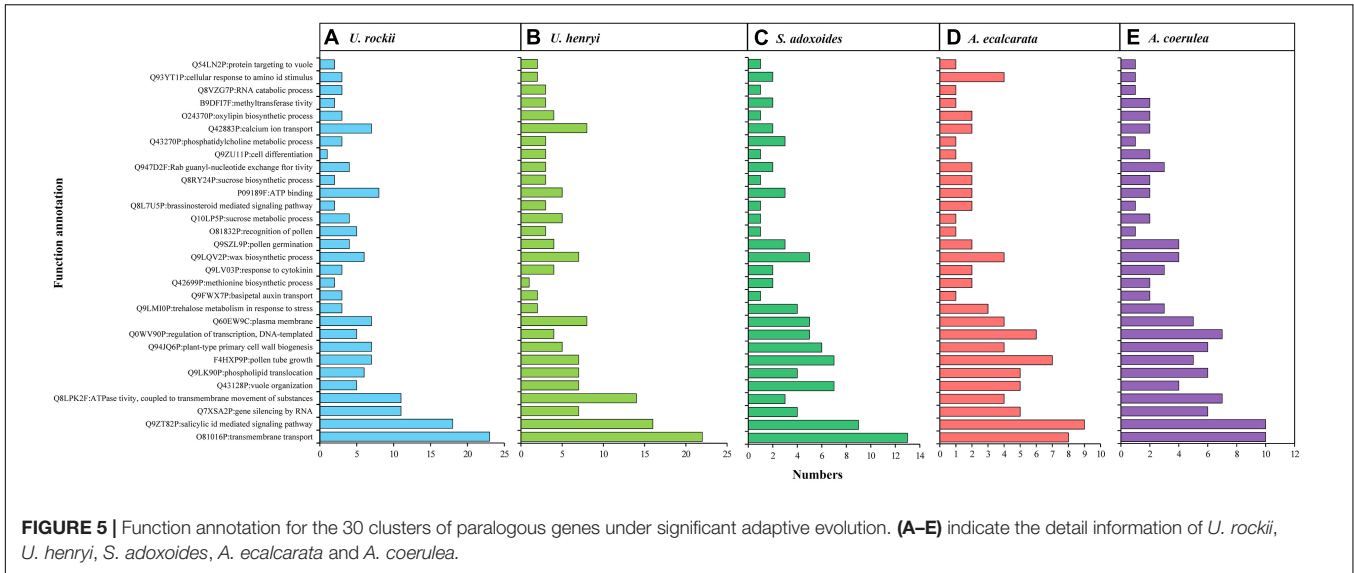 A U. rockii
B U. henryi
C S. adoxoides
D A. ecalcarata
E A. coerulea
Function annotation
Q54LN2P:protein targeting to vuole
Q93YT1P:cellular response to amino id stimulus
Q8VZG7P:RNA catabolic process
B9DFI7F:methyltransferase tivity
O24370P:oxylipin biosynthetic process
Q42883P:calcium ion transport
Q43270P:phosphatidylcholine metabolic process
Q9ZU11P:cell differentiation
Q947D2F:Rab guanyl-nucleotide exchange ftor tivity
Q8RY24P:sucrose biosynthetic process
P09189F:ATP binding
Q8L7U5P:brassinosteroid mediated signaling pathway
Q10LP5P:sucrose metabolic process
O81832P:recognition of pollen
Q9SZL9P:pollen germination
Q9LQV2P:wax biosynthetic process
Q9LV03P:response to cytokinin
Q42699P:methionine biosynthetic process
Q9FWX7P:basipetal auxin transport
Q9LMI0P:trehalose metabolism in response to stress
Q60EW9C:plasma membrane
Q0WV90P:regulation of transcription, DNA-templated
Q94JQ6P:plant-type primary cell wall biogenesis
F4HXP9P:pollen tube growth
Q9LK90P:phospholipid translocation
Q43128P:vuole organization
Q8LPK2F:ATPase tivity, coupled to transmembrane movement of substances
Q7XSA2P:gene silencing by RNA
Q9ZT82P:salicylic id mediated signaling pathway
O81016P:transmembrane transport
0 5 10 15 20 25
0 5 10 15 20 25
0 2 4 6 8 10 12 14
0 1 2 3 4 5 6 7 8 9 10
0 2 4 6 8 10 12
Numbers
FIGURE 5 | Function annotation for the 30 clusters of paralogous genes under significant adaptive evolution. (A–E) indicate the detail information of U. rockii,
U. henryi, S. adoxoides, A. ecalcarata and A. coerulea.